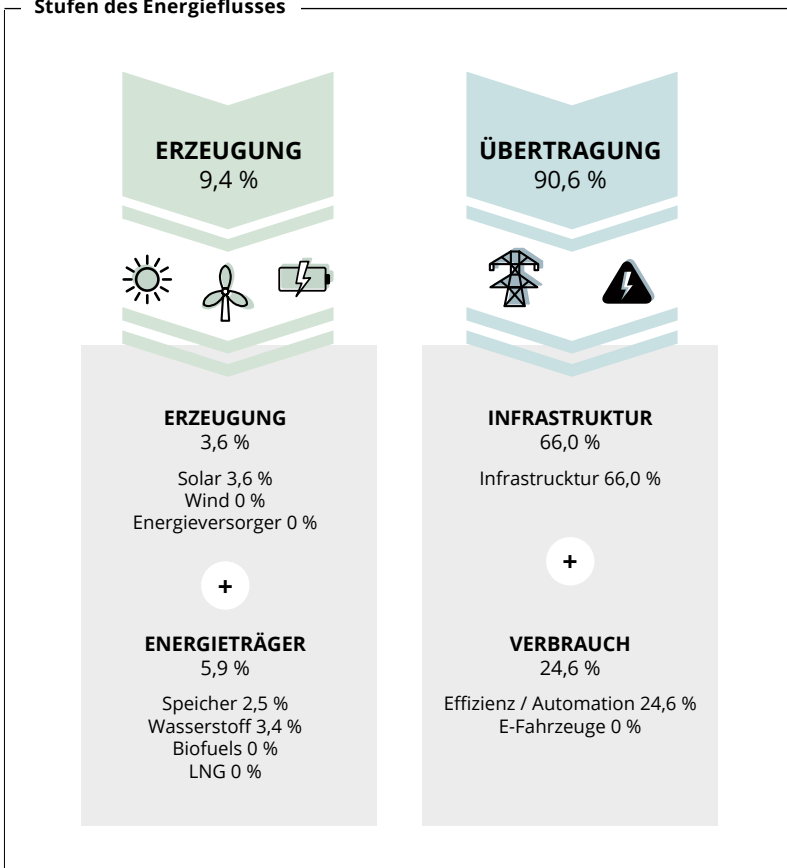 Stufen des Energieflusses
ERZEUGUNG
9,4 %
ERZEUGUNG
3,6 %
Solar 3,6 %
Wind 0 %
Energieversorger 0 %
+
ENERGIETRÄGER
5,9 %
Speicher 2,5 %
Wasserstoff 3,4 %
Biofuels 0 %
LNG 0 %
ÜBERTRAGUNG
90,6 %
INFRASTRUKTUR
66,0 %
Infrastrucktur 66,0 %
+
VERBRAUCH
24,6 %
Effizienz / Automation 24,6 %
E-Fahrzeuge 0 %